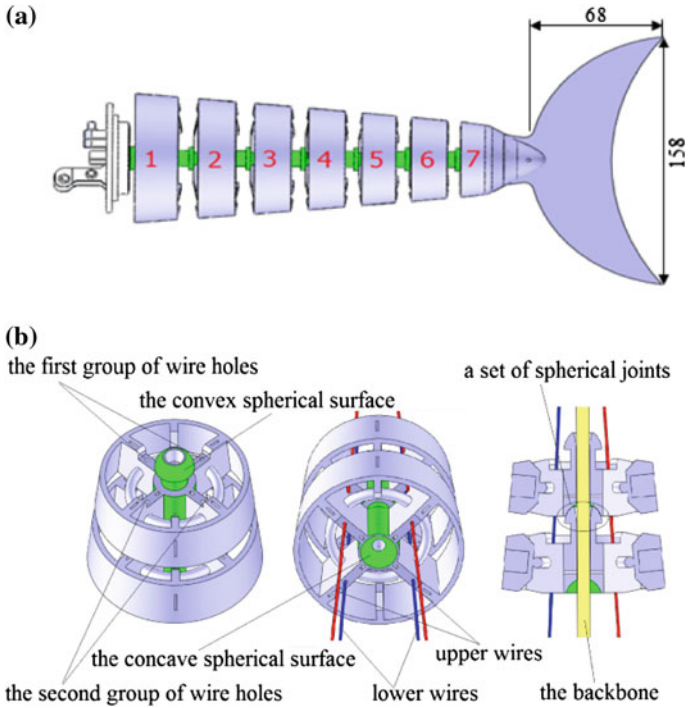 (a)
68
1 2 3 4 5 6 7
158
(b)
the first group of wire holes
a set of spherical joints
the convex spherical surface
the concave spherical surface
upper wires
the second group of wire holes
lower wires
the backbone